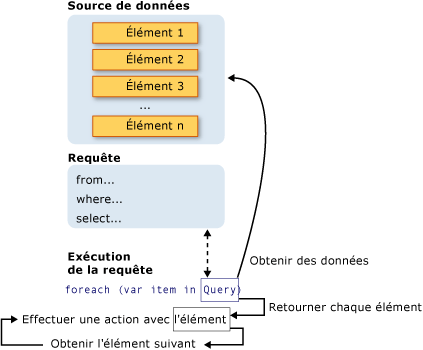 Source de données
Élément 1
Élément 2
Élément 3
...
Élément n
Requête
from...
where...
select...
Exécution
de la requête
Obtenir des données
foreach (var item in Query)
Retourner chaque élément
Effectuer une action avec l'élément
Obtenir l'élément suivant